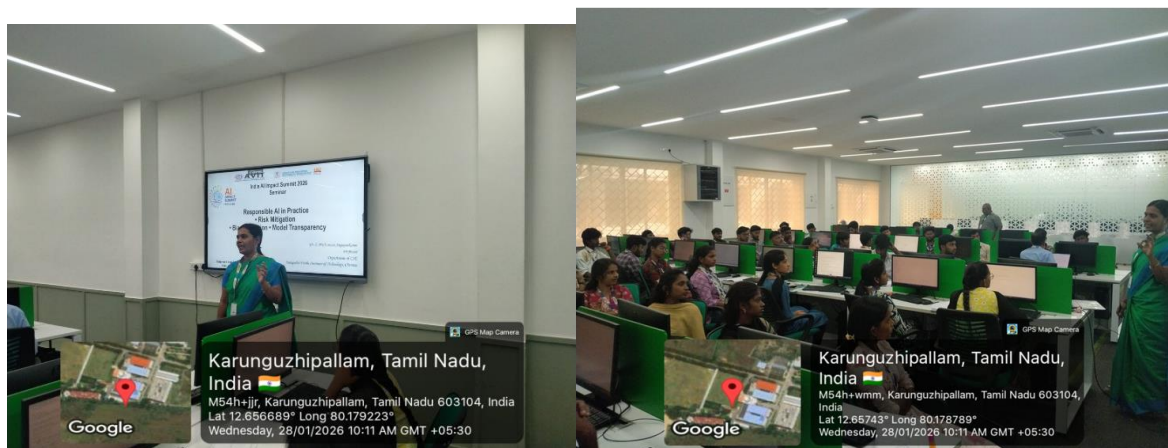 India AI Impact Summit 2026
Seminar
AI
Responsible AI in Practice
• Risk Mitigation
• Model Transparency
GPS Map Camera
Karunguzhipallam, Tamil Nadu,
India 🇮🇳
M54h+jjr, Karunguzhipallam, Tamil Nadu 603104, India
Lat 12.656689° Long 80.179223°
Wednesday, 28/01/2026 10:11 AM GMT +05:30
Google
GPS Map Camera
Karunguzhipallam, Tamil Nadu,
India 🇮🇳
M54h+wmm, Karunguzhipallam, Tamil Nadu 603104,
India
Lat 12.65743° Long 80.178789°
Wednesday, 28/01/2026 10:11 AM GMT +05:30
Google